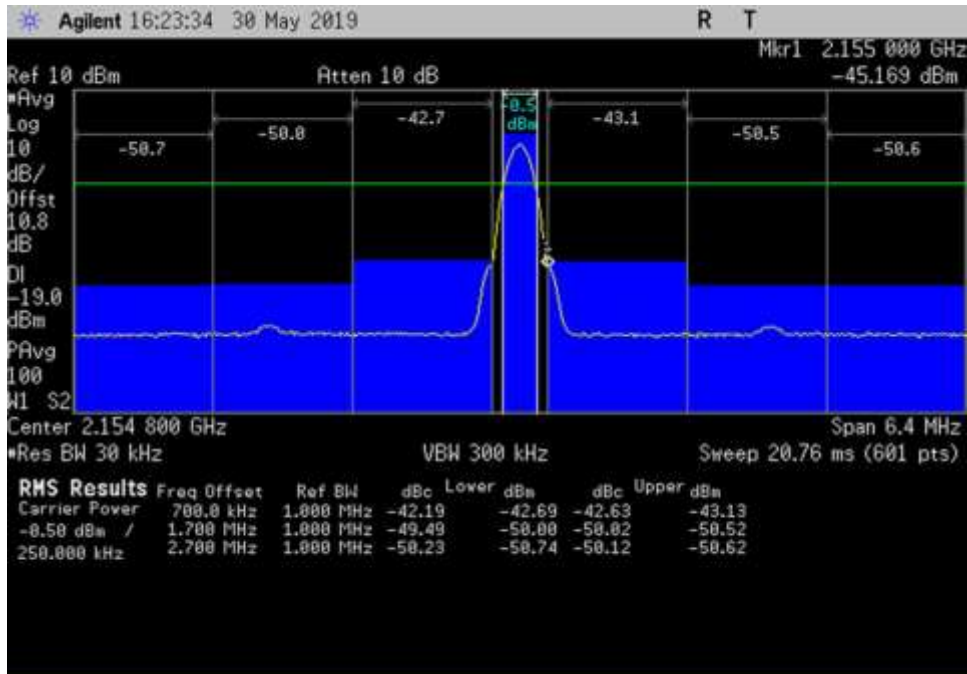 Agilent 16:23:34 30 May 2019 R T
Mkr1 2.155 000 GHz
Ref 10 dBm Atten 10 dB -45.169 dBm
#Avg
Log
10
dB/
Offst
10.8
dB
DI
-19.0
dBm
PAvg
100
W1 S2
-50.7
-50.0
-42.7
-0.5
dBm
-43.1
-50.5
-50.6
1
Center 2.154 800 GHz Span 6.4 MHz
#Res BW 30 kHz VBW 300 kHz Sweep 20.76 ms (601 pts)
RMS Results Freq Offset Ref BW dBc Lower dBm dBc Upper dBm
Carrier Power 700.0 kHz 1.000 MHz -42.19 -42.69 -42.63 -43.13
-0.50 dBm / 1.700 MHz 1.000 MHz -49.49 -50.00 -50.02 -50.52
250.000 kHz 2.700 MHz 1.000 MHz -50.23 -50.74 -50.12 -50.62